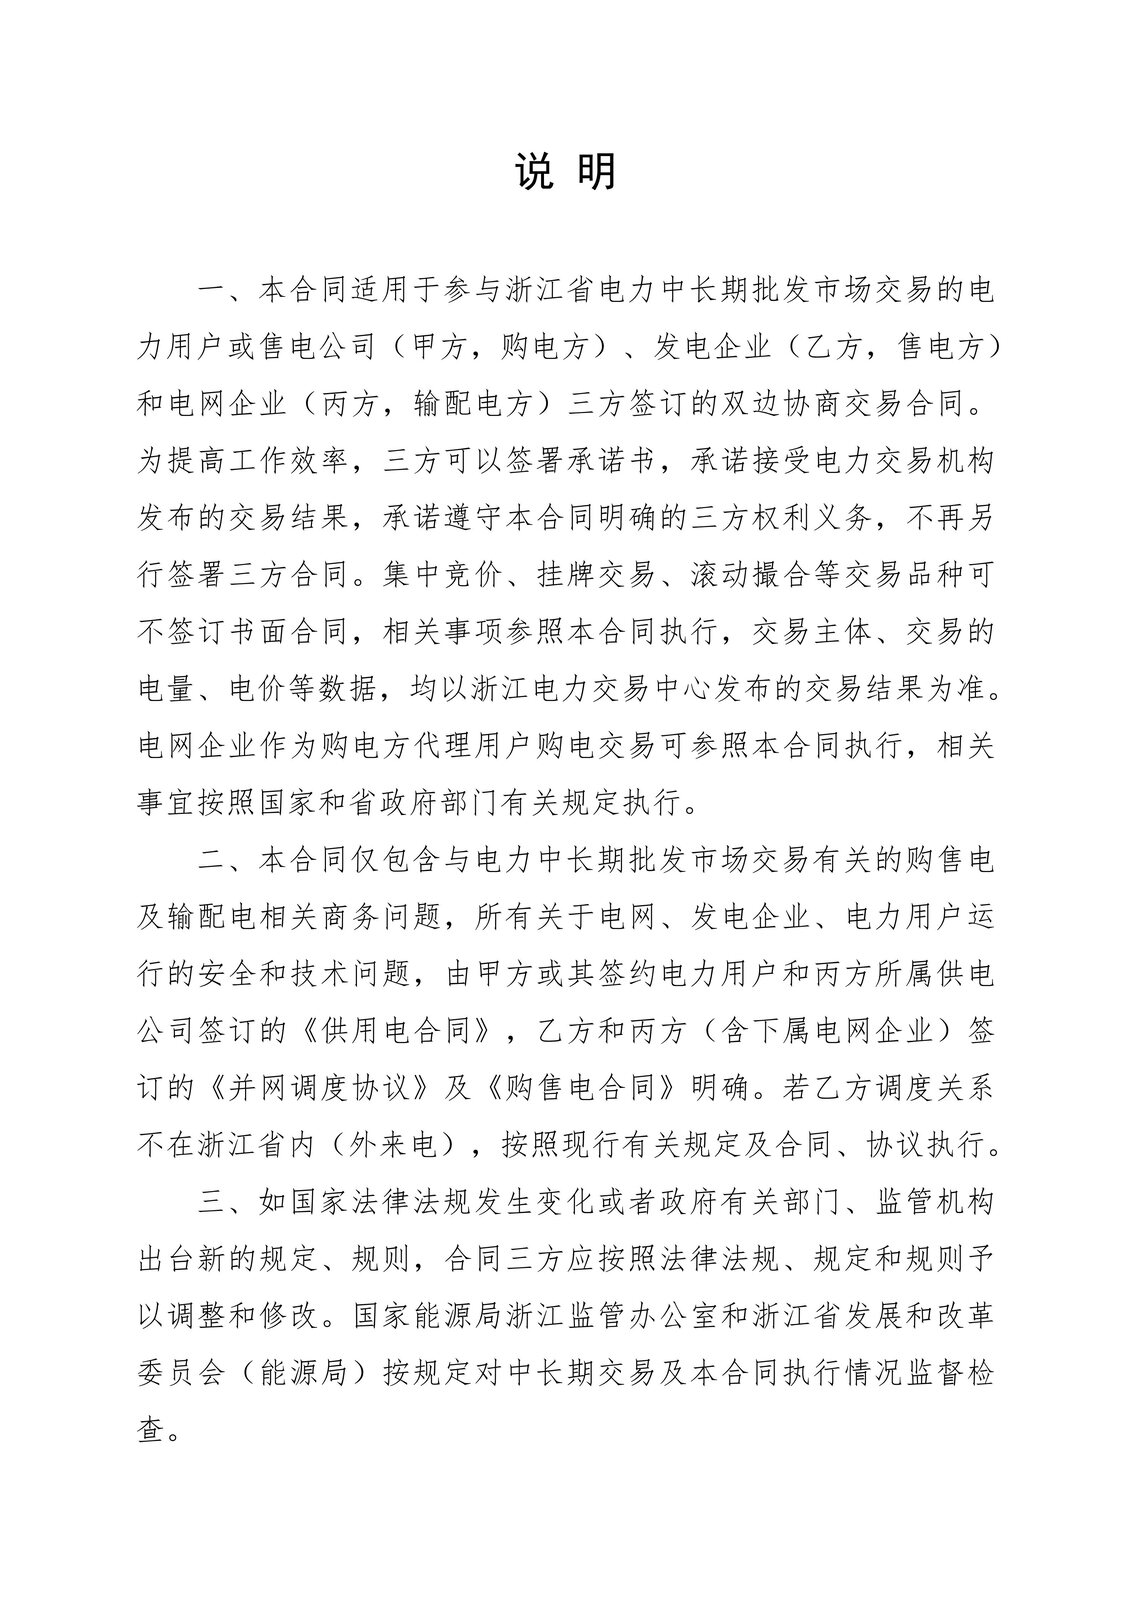 说 明
一、本合同适用于参与浙江省电力中长期批发市场交易的电
力用户或售电公司（甲方，购电方）、发电企业（乙方，售电方）
和电网企业（丙方，输配电方）三方签订的双边协商交易合同。
为提高工作效率，三方可以签署承诺书，承诺接受电力交易机构
发布的交易结果，承诺遵守本合同明确的三方权利义务，不再另
行签署三方合同。集中竞价、挂牌交易、滚动撮合等交易品种可
不签订书面合同，相关事项参照本合同执行，交易主体、交易的
电量、电价等数据，均以浙江电力交易中心发布的交易结果为准。
电网企业作为购电方代理用户购电交易可参照本合同执行，相关
事宜按照国家和省政府部门有关规定执行。
二、本合同仅包含与电力中长期批发市场交易有关的购售电
及输配电相关商务问题，所有关于电网、发电企业、电力用户运
行的安全和技术问题，由甲方或其签约电力用户和丙方所属供电
公司签订的《供用电合同》，乙方和丙方（含下属电网企业）签
订的《并网调度协议》及《购售电合同》明确。若乙方调度关系
不在浙江省内（外来电），按照现行有关规定及合同、协议执行。
三、如国家法律法规发生变化或者政府有关部门、监管机构
出台新的规定、规则，合同三方应按照法律法规、规定和规则予
以调整和修改。国家能源局浙江监管办公室和浙江省发展和改革
委员会（能源局）按规定对中长期交易及本合同执行情况监督检
查。